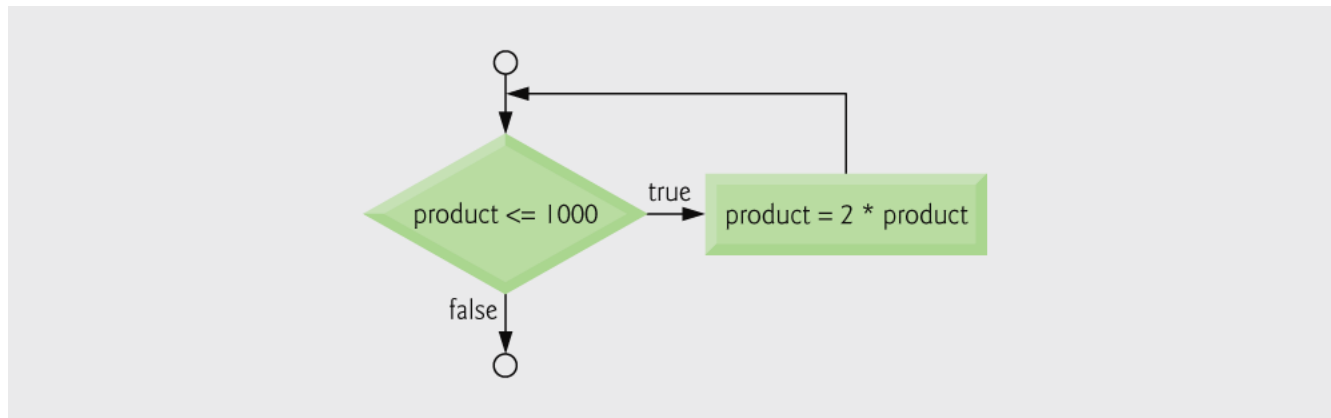 true
product <= 1000
product = 2 * product
false